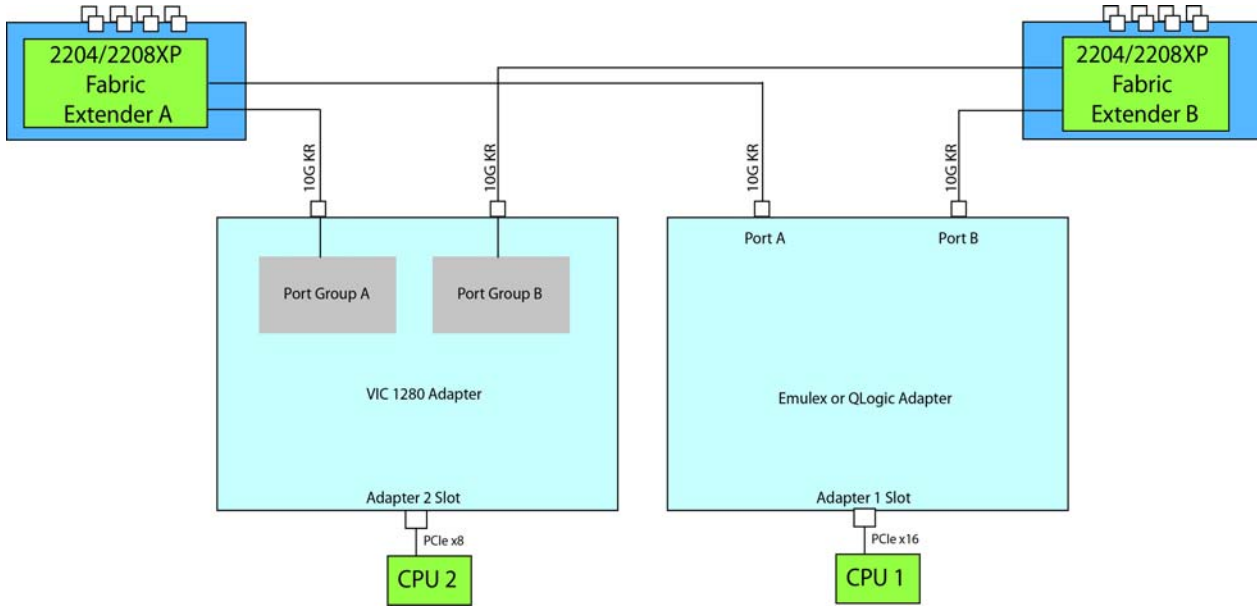 2204/2208XP
Fabric
Extender A
2204/2208XP
Fabric
Extender B
10G KR
10G KR
10G KR
10G KR
Port A
Port B
Port Group A
Port Group B
VIC 1280 Adapter
Emulex or QLogic Adapter
Adapter 2 Slot
Adapter 1 Slot
PCIe x8
PCIe x16
CPU 2
CPU 1